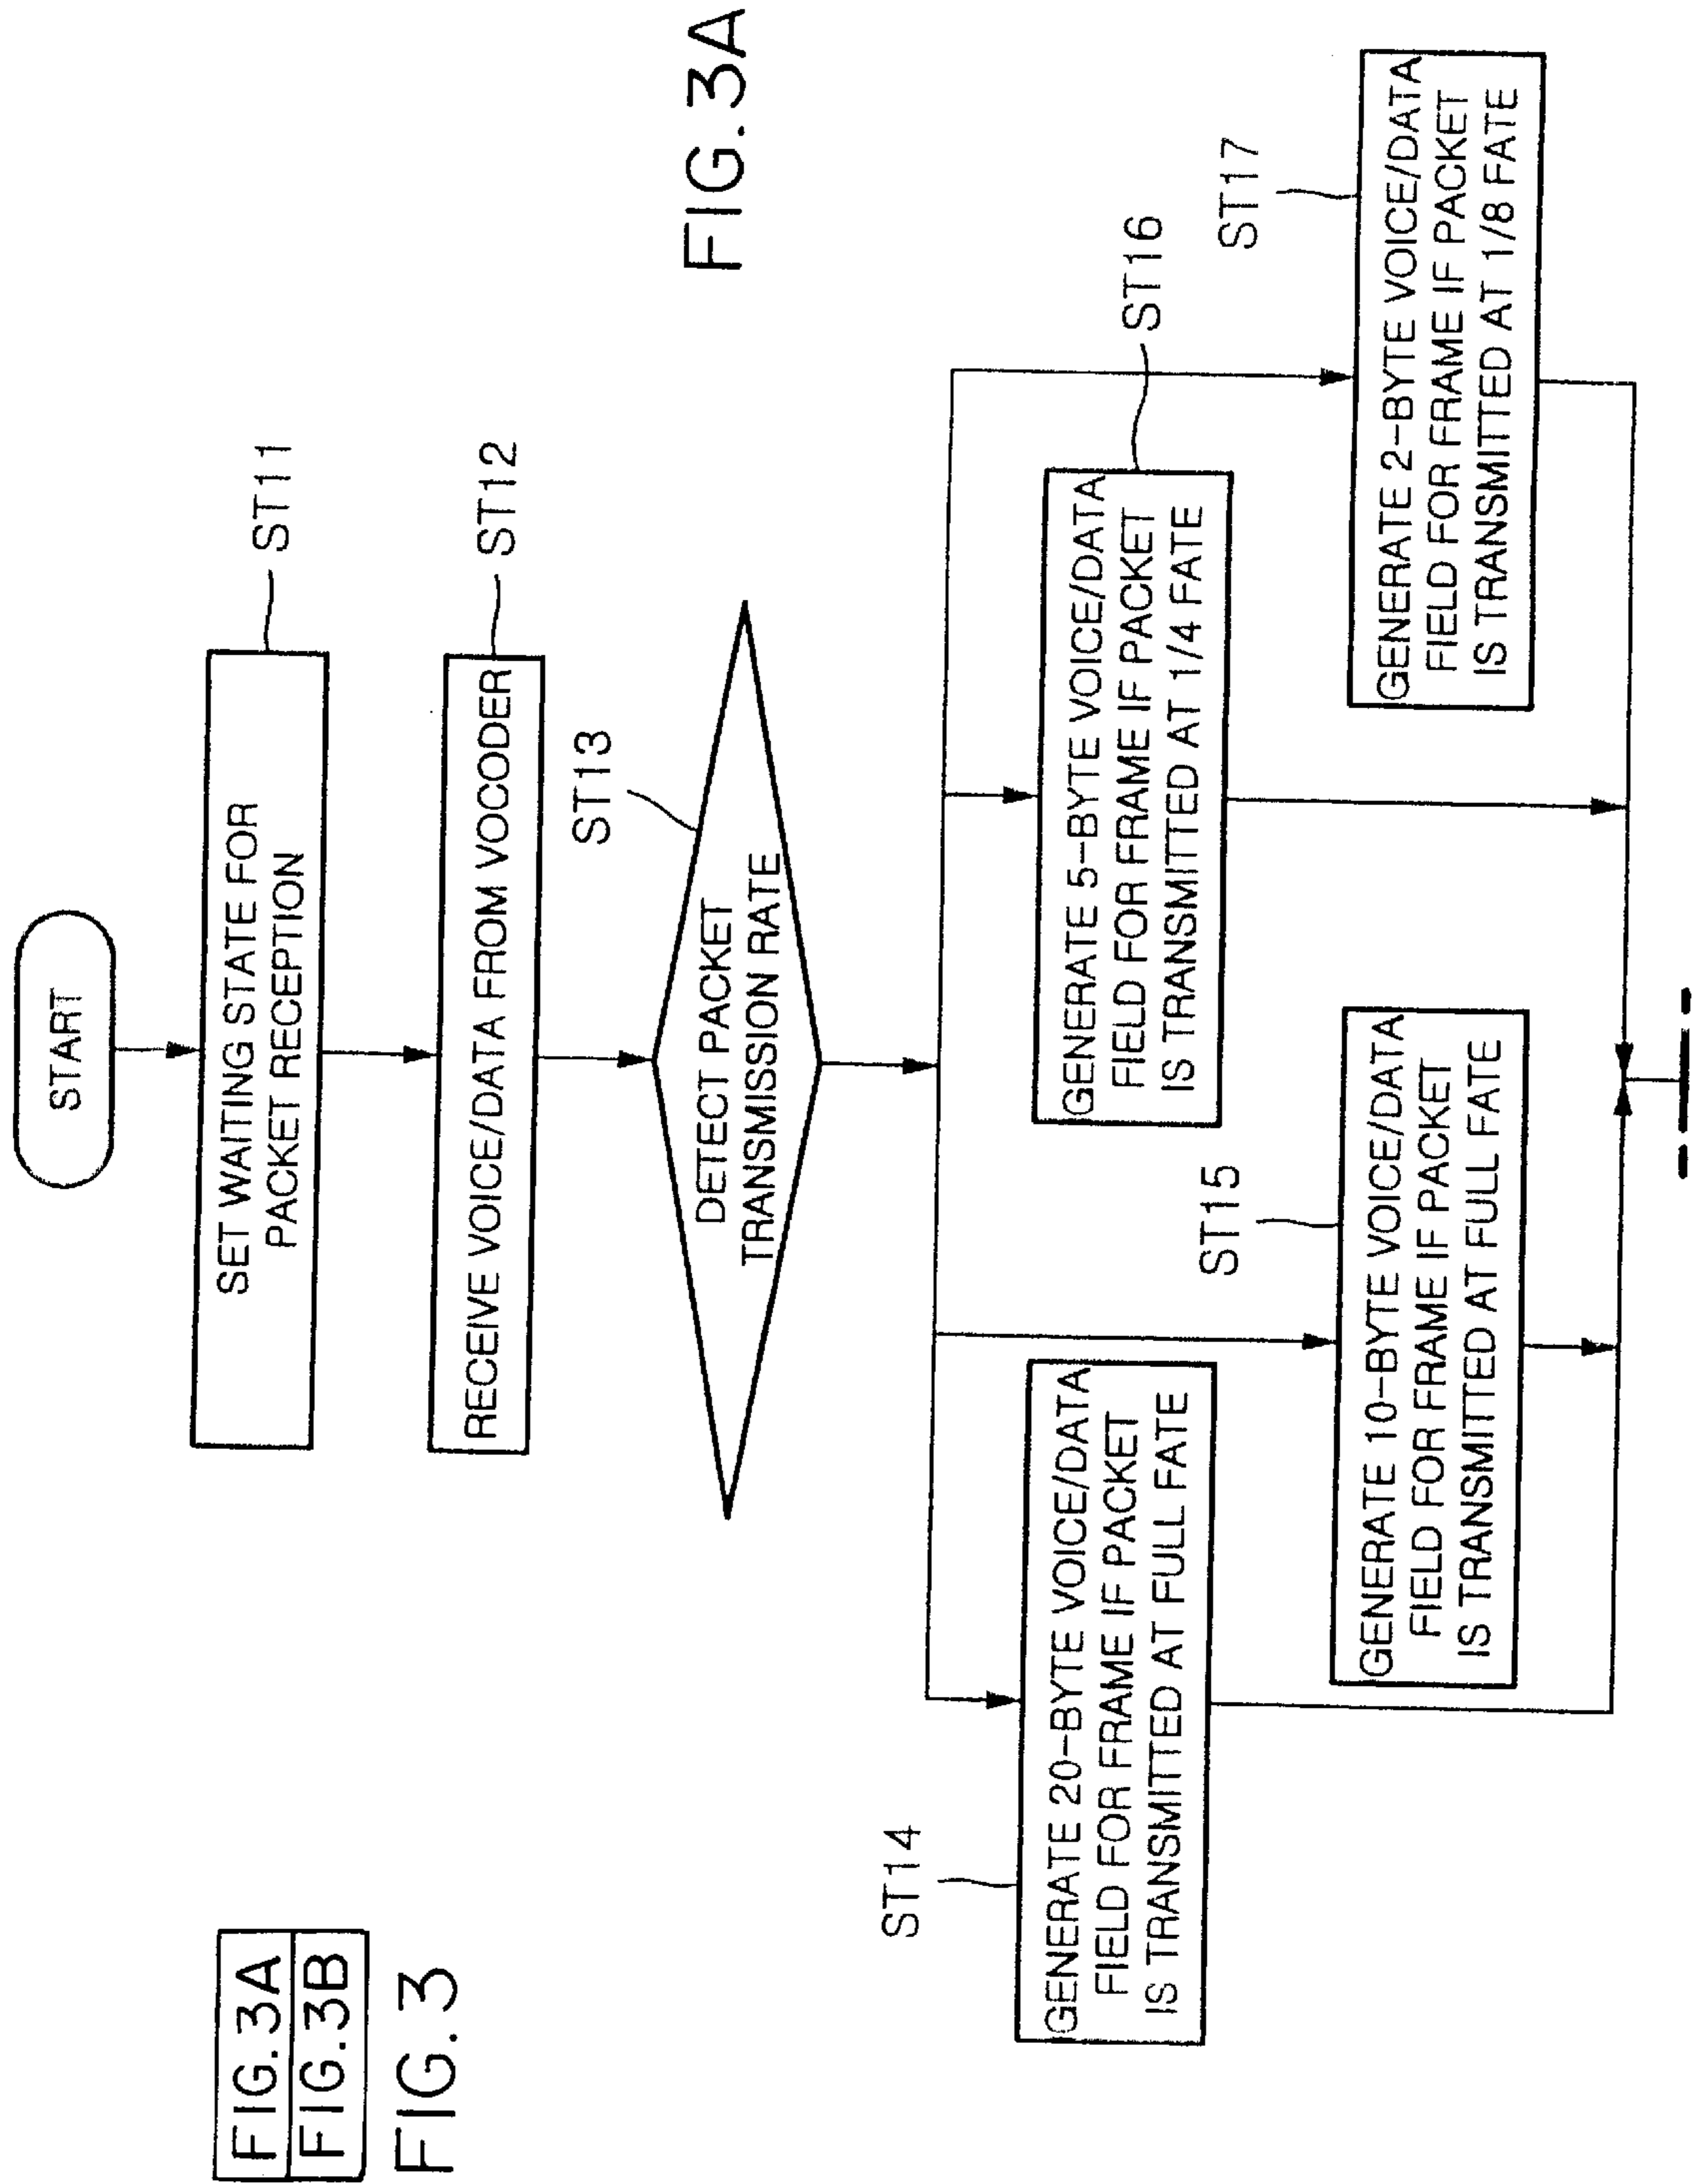 FIG.3A
FIG.3B
FIG.3
FIG.3A
START
SET WAITING STATE FOR
PACKET RECEPTION
ST11
RECEIVE VOICE/DATA FROM VOCODER
ST12
DETECT PACKET
TRANSMISSION RATE
ST13
ST14
GENERATE 20-BYTE VOICE/DATA
FIELD FOR FRAME IF PACKET
IS TRANSMITTED AT FULL FATE
ST15
GENERATE 10-BYTE VOICE/DATA
FIELD FOR FRAME IF PACKET
IS TRANSMITTED AT FULL FATE
ST16
GENERATE 5-BYTE VOICE/DATA
FIELD FOR FRAME IF PACKET
IS TRANSMITTED AT 1/4 FATE
ST17
GENERATE 2-BYTE VOICE/DATA
FIELD FOR FRAME IF PACKET
IS TRANSMITTED AT 1/8 FATE